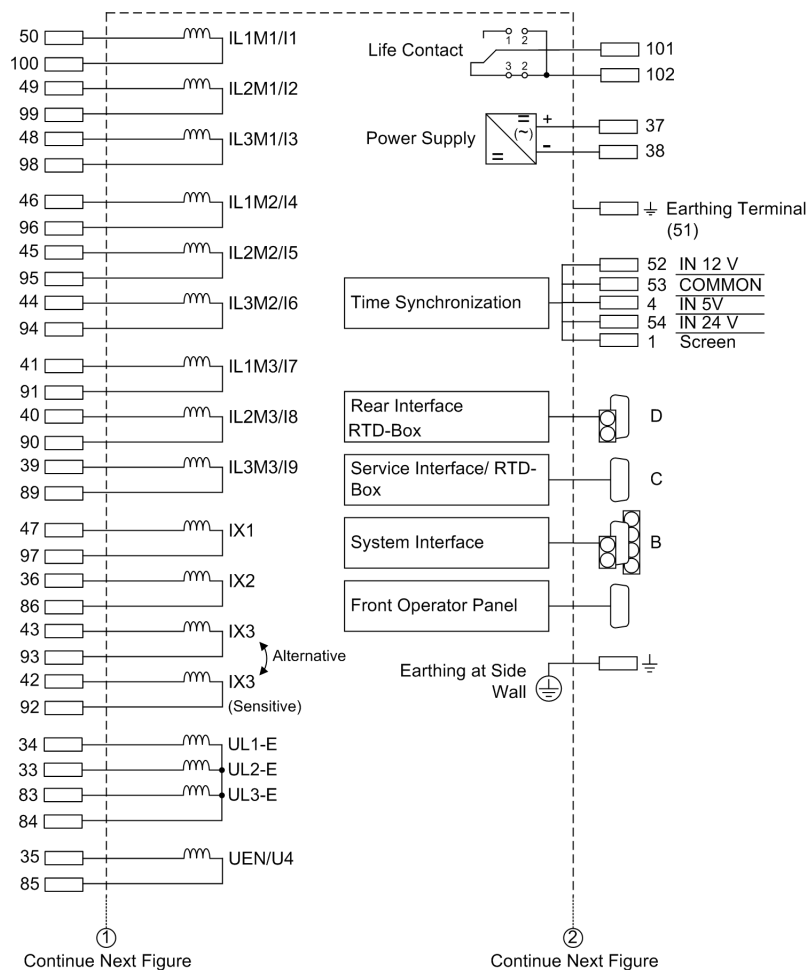 50 IL1M1/I1
100
49 IL2M1/I2
99
48 IL3M1/I3
98
46 IL1M2/I4
96
45 IL2M2/I5
95
44 IL3M2/I6
94
41 IL1M3/I7
91
40 IL2M3/I8
90
39 IL3M3/I9
89
47 IX1
97
36 IX2
86
43 IX3
93
Alternative
42 IX3
92 (Sensitive)
34 UL1-E
33 UL2-E
83 UL3-E
84
35 UEN/U4
85
1
Continue Next Figure
Life Contact
1 2
3 2
101
102
Power Supply
= (~) =
+
-
37
38
Earthing Terminal
(51)
Time Synchronization
52 IN 12 V
53 COMMON
4 IN 5V
54 IN 24 V
1 Screen
Rear Interface
RTD-Box
D
Service Interface/ RTD-
Box
C
System Interface
B
Front Operator Panel
Earthing at Side
Wall
2
Continue Next Figure